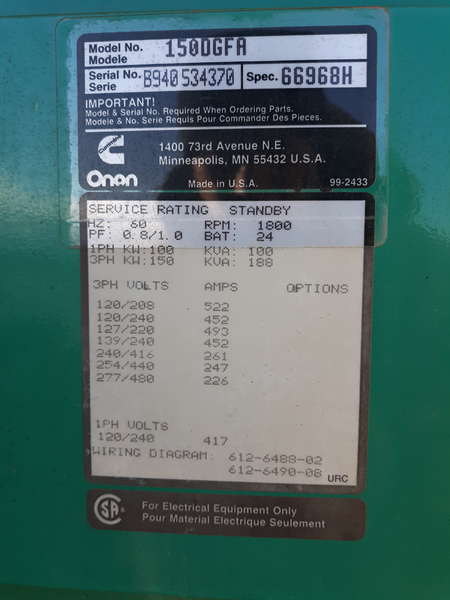 Model No. 150DGFA
Modele
Serial No. B940534370 Spec. 66968H
Serie
IMPORTANT!
Model & Serial No. Required When Ordering Parts.
Modele & No. Serie Requis Pour Commander Des Pieces.
Cummins
Onan
1400 73rd Avenue N.E.
Minneapolis, MN 55432 U.S.A.
Made in U.S.A. 99-2433
SERVICE RATING STANDBY
HZ: 60 RPM: 1800
PF: 0.8/1.0 BAT: 24
1PH KW:100 KVA: 100
3PH KW:150 KVA: 188
3PH VOLTS AMPS OPTIONS
120/208 522
120/240 452
127/220 493
139/240 452
240/416 261
254/440 247
277/480 226
1PH VOLTS
120/240 417
WIRING DIAGRAM: 612-6488-02
612-6490-08 URC
SA
For Electrical Equipment Only
Pour Material Electrique Seulement